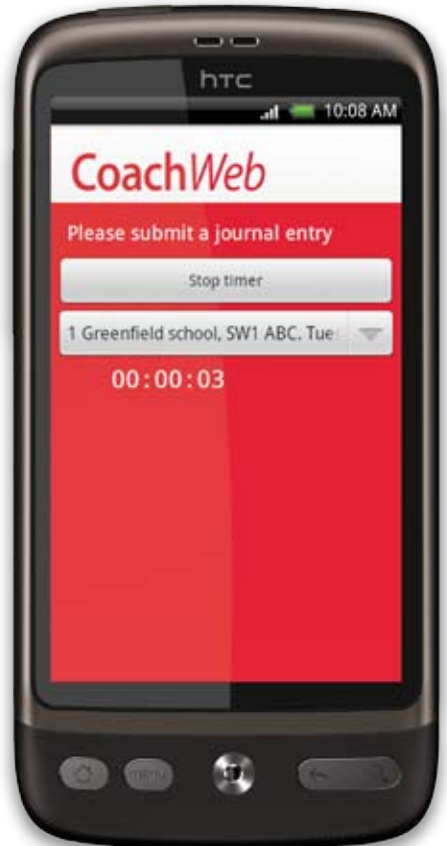 hTC
10:08 AM
CoachWeb
Please submit a journal entry
Stop timer
1 Greenfield school, SW1 ABC. Tue
00:00:03
menu